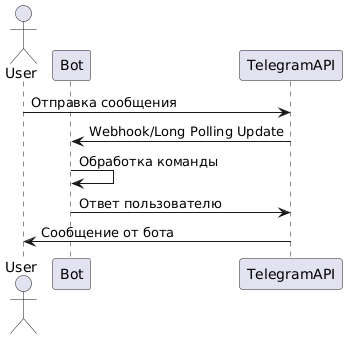 User
Bot
TelegramAPI
Отправка сообщения
Webhook/Long Polling Update
Обработка команды
Ответ пользователю
Сообщение от бота
User
Bot
TelegramAPI